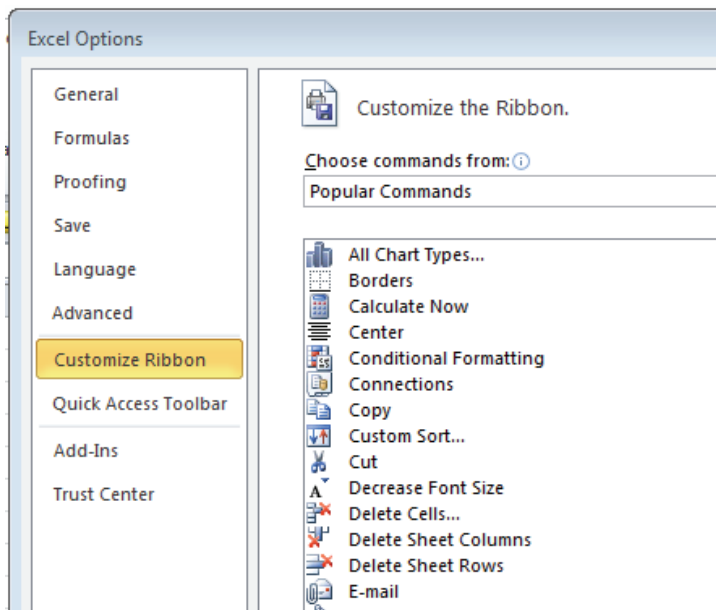 Excel Options
General
Formulas
Proofing
Save
Language
Advanced
Customize Ribbon
Quick Access Toolbar
Add-Ins
Trust Center
Customize the Ribbon.
Choose commands from:
Popular Commands
All Chart Types...
Borders
Calculate Now
Center
Conditional Formatting
Connections
Copy
Custom Sort...
Cut
Decrease Font Size
Delete Cells...
Delete Sheet Columns
Delete Sheet Rows
E-mail